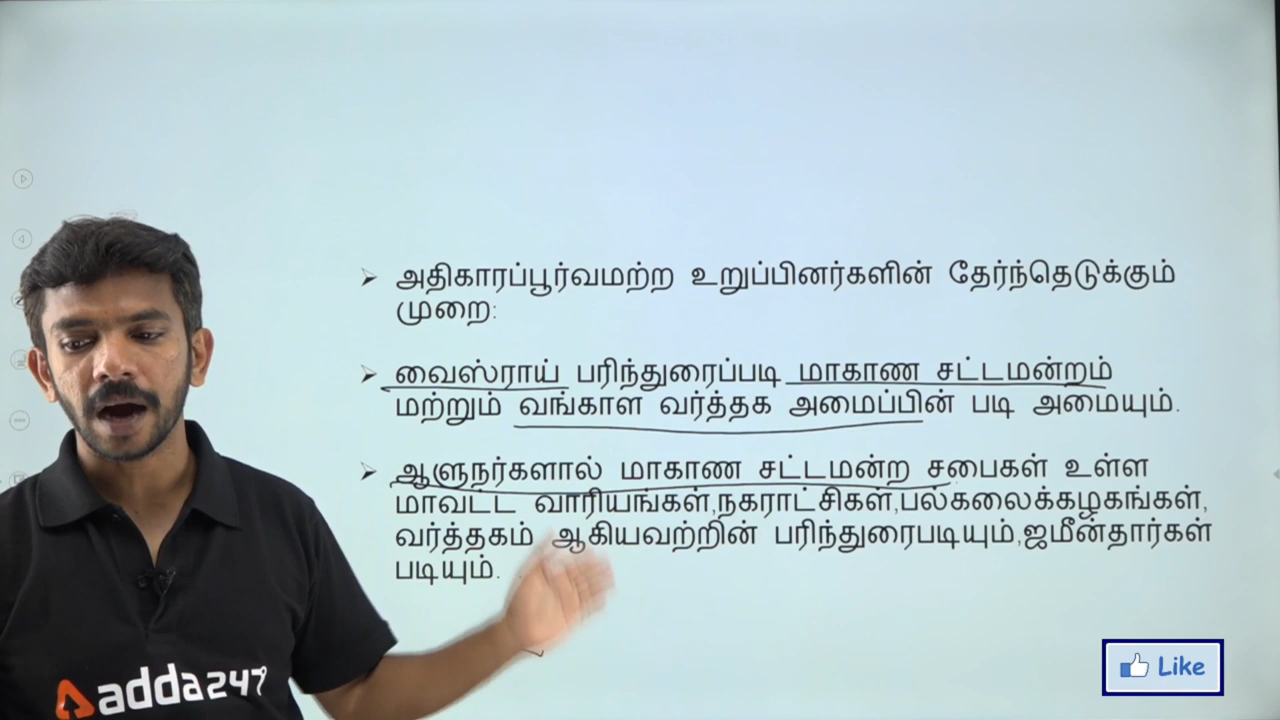 அதிகாரப்பூர்வமற்ற உறுப்பினர்களின் தேர்ந்தெடுக்கும்
முறை:
வைஸ்ராய் பரிந்துரைப்படி மாகாண சட்டமன்றம்
மற்றும் வங்காள வர்த்தக அமைப்பின் படி அமையும்.
ஆளுநர்களால் மாகாண சட்டமன்ற சபைகள் உள்ள
மாவட்ட வாரியங்கள்,நகராட்சிகள்,பல்கலைக்கழகங்கள்,
வர்த்தகம் ஆகியவற்றின் பரிந்துரைபடியும்,ஜமீன்தார்கள்
படியும்.
adda247
Like